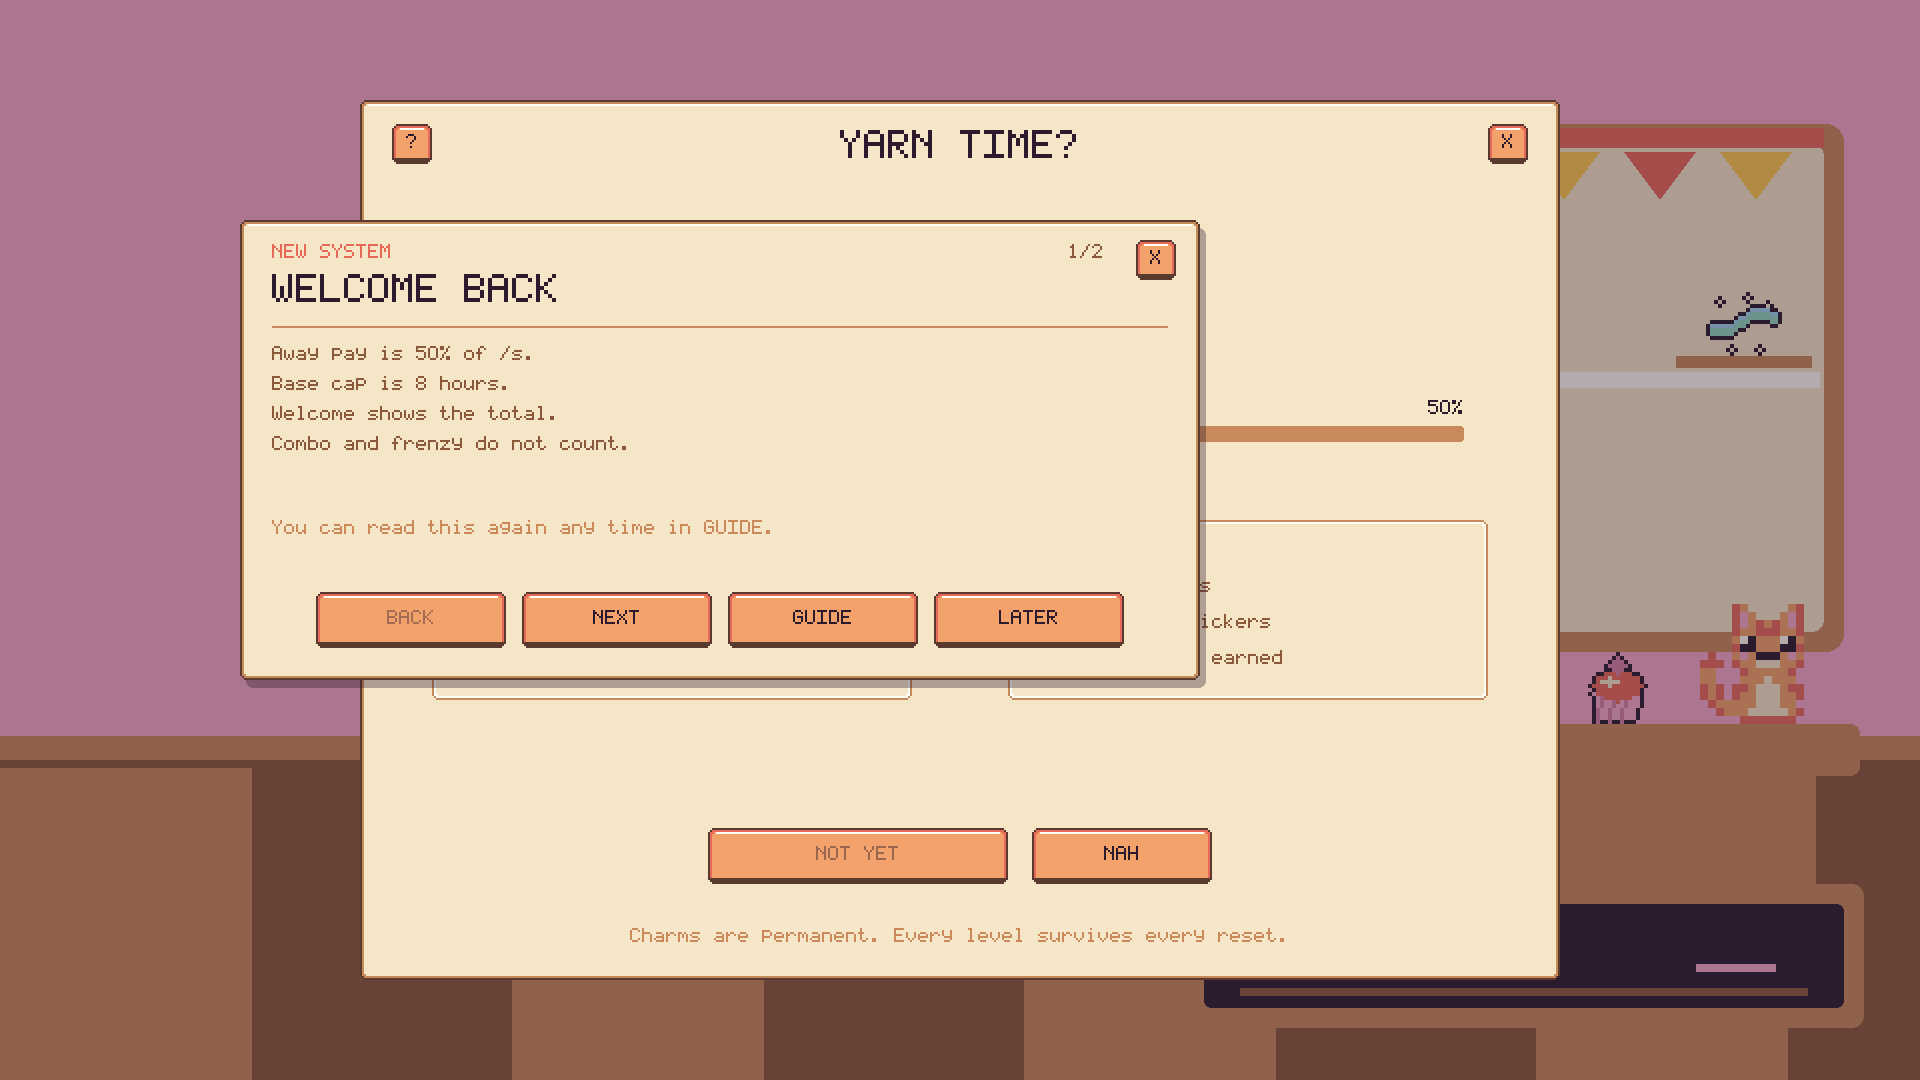 ?
YARN TIME?
X
NEW SYSTEM
1/2
X
WELCOME BACK
Away pay is 50% of /s.
Base cap is 8 hours.
Welcome shows the total.
Combo and frenzy do not count.
50%
You can read this again any time in GUIDE.
earned
BACK
NEXT
GUIDE
LATER
NOT YET
NAH
Charms are permanent. Every level survives every reset.